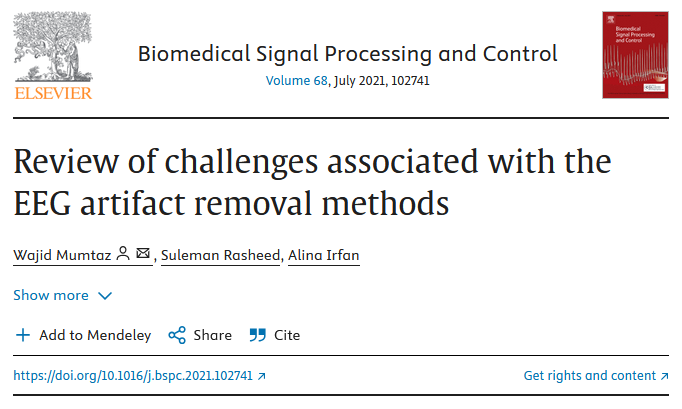 Biomedical Signal Processing and Control
Volume 68, July 2021, 102741
ELSEVIER
Biomedical
Signal Processing
and Control
Review of challenges associated with the
EEG artifact removal methods
Wajid Mumtaz, Suleman Rasheed, Alina Irfan
Show more
Add to Mendeley Share Cite
https://doi.org/10.1016/j.bspc.2021.102741
Get rights and content